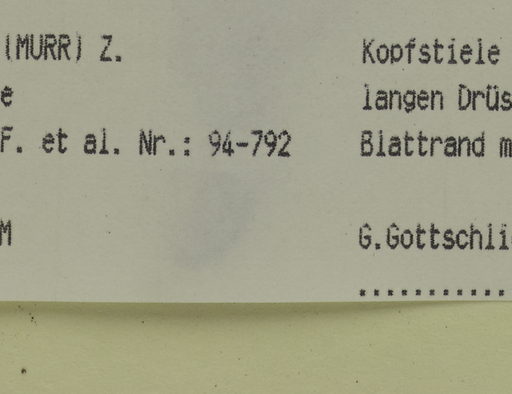 (MURR) Z.
e
F. et al. Nr.: 94-792
M
Kopfstiele
langen Drüs
Blattrand m
G.Gottschli
...........